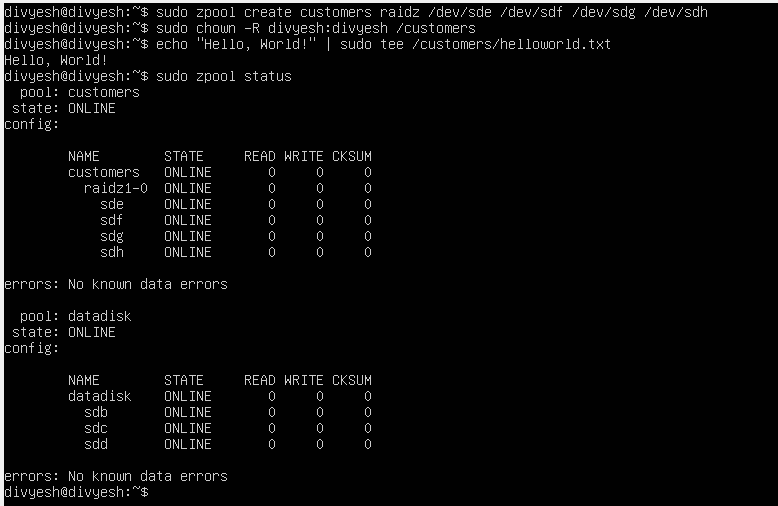 divyesh@divyesh:~$ sudo zpool create customers raidz /dev/sde /dev/sdf /dev/sdg /dev/sdh
divyesh@divyesh:~$ sudo chown -R divyesh:divyesh /customers
divyesh@divyesh:~$ echo "Hello, World!" | sudo tee /customers/helloworld.txt
Hello, World!
divyesh@divyesh:~$ sudo zpool status
  pool: customers
 state: ONLINE
config:

        NAME        STATE     READ WRITE CKSUM
        customers   ONLINE       0     0     0
          raidz1-0  ONLINE       0     0     0
            sde     ONLINE       0     0     0
            sdf     ONLINE       0     0     0
            sdg     ONLINE       0     0     0
            sdh     ONLINE       0     0     0

errors: No known data errors

  pool: datadisk
 state: ONLINE
config:

        NAME        STATE     READ WRITE CKSUM
        datadisk    ONLINE       0     0     0
          sdb       ONLINE       0     0     0
          sdc       ONLINE       0     0     0
          sdd       ONLINE       0     0     0

errors: No known data errors
divyesh@divyesh:~$